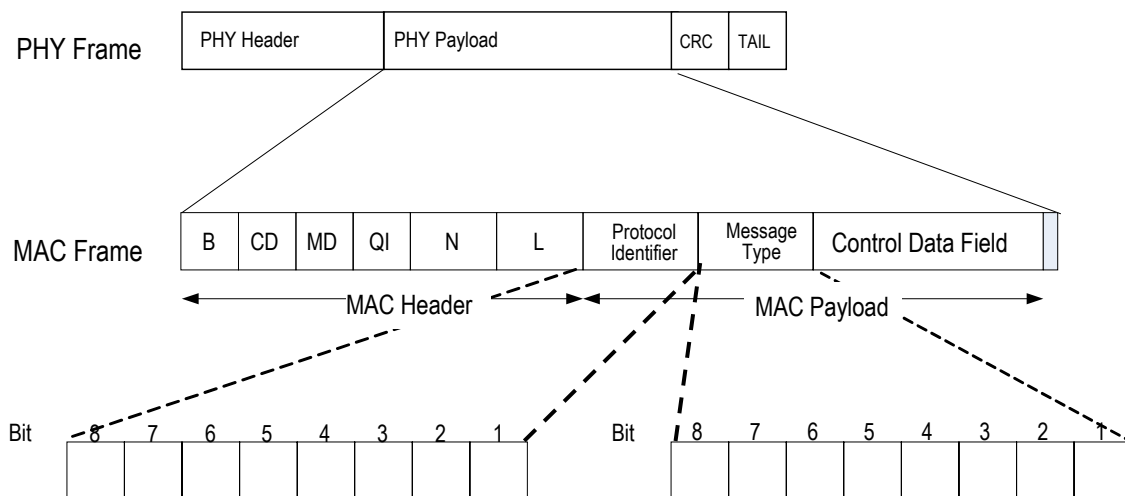 PHY Frame
PHY Header
PHY Payload
CRC
TAIL
MAC Frame
B
CD
MD
QI
N
L
Protocol
Identifier
Message
Type
Control Data Field
MAC Header
MAC Payload
Bit
8 7 6 5 4 3 2 1
Bit
8 7 6 5 4 3 2 1